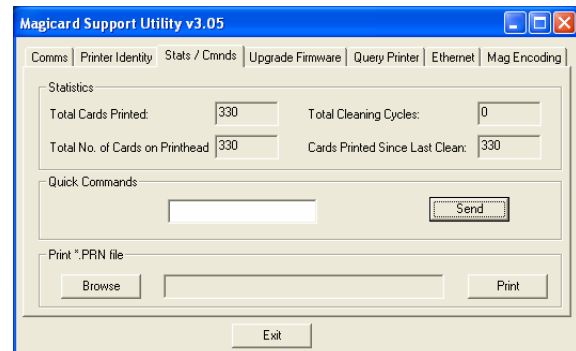 Magicard Support Utility v3.05
Comms Printer Identity Stats / Cmnds Upgrade Firmware Query Printer Ethernet Mag Encoding
Statistics
Total Cards Printed: 330 Total Cleaning Cycles: 0
Total No. of Cards on Printhead 330 Cards Printed Since Last Clean: 330
Quick Commands
Send
Print *.PRN file
Browse Print
Exit